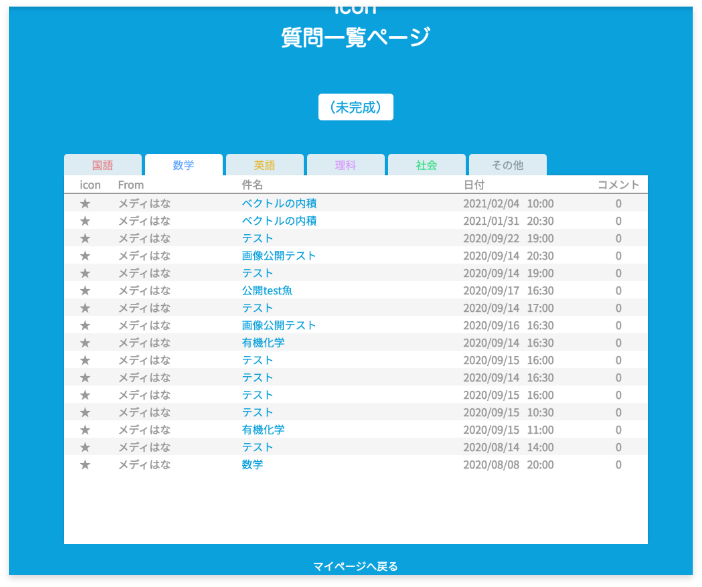 icon
質問一覧ページ
（未完成）
国語 数学 英語 理科 社会 その他
icon From 件名 日付 コメント
★ メディはな ベクトルの内積 2021/02/04 10:00 0
★ メディはな ベクトルの内積 2021/01/31 20:30 0
★ メディはな テスト 2020/09/22 19:00 0
★ メディはな 画像公開テスト 2020/09/14 20:30 0
★ メディはな テスト 2020/09/14 19:00 0
★ メディはな 公開test魚 2020/09/17 16:30 0
★ メディはな テスト 2020/09/14 17:00 0
★ メディはな 画像公開テスト 2020/09/16 16:30 0
★ メディはな 有機化学 2020/09/14 16:30 0
★ メディはな テスト 2020/09/15 16:00 0
★ メディはな テスト 2020/09/14 16:30 0
★ メディはな テスト 2020/09/15 16:00 0
★ メディはな テスト 2020/09/15 10:30 0
★ メディはな 有機化学 2020/09/15 11:00 0
★ メディはな テスト 2020/08/14 14:00 0
★ メディはな 数学 2020/08/08 20:00 0
マイページへ戻る